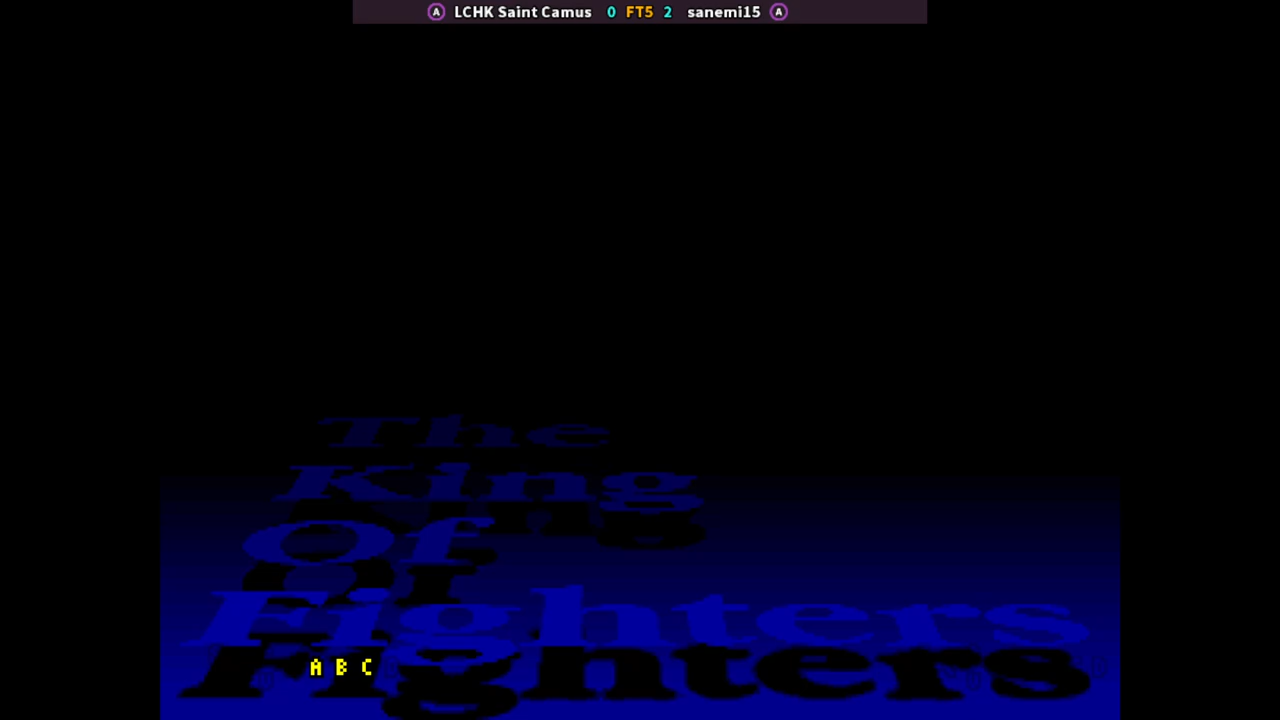 A LCHK Saint Camus 0 FT5 2 sanemi15 A
The
King
Of
Fighters
A B C